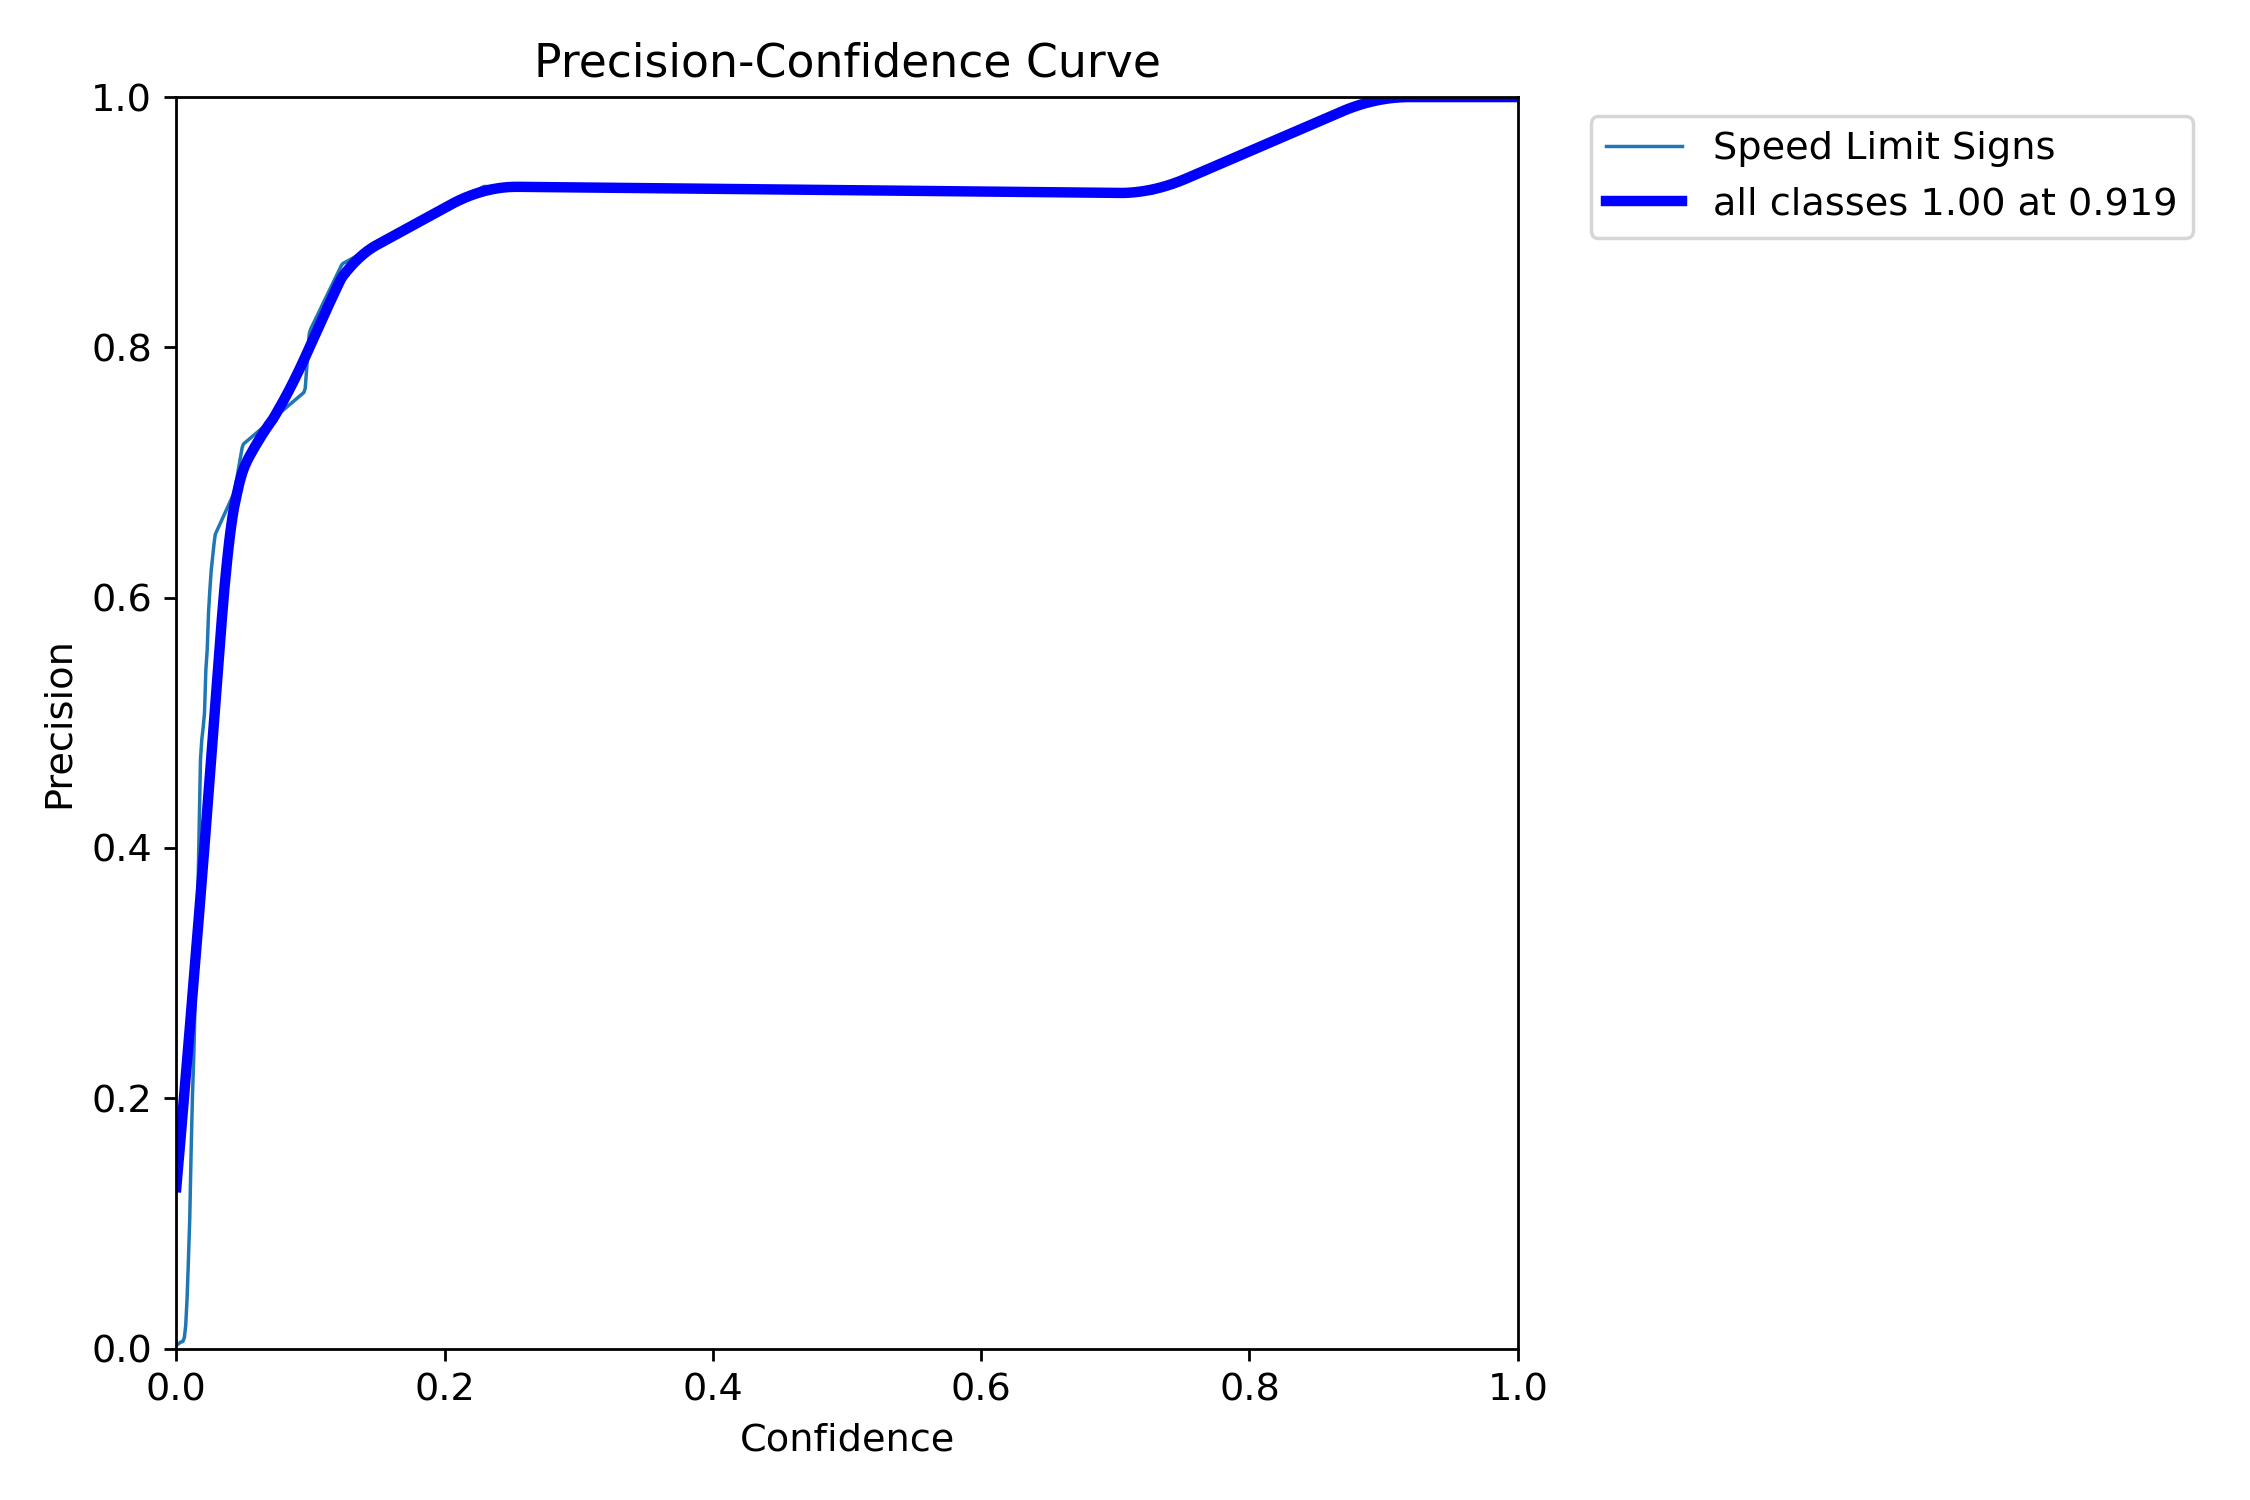 Precision-Confidence Curve
1.0
0.8
0.6
0.4
0.2
0.0
Precision
0.0 0.2 0.4 0.6 0.8 1.0
Confidence
Speed Limit Signs
all classes 1.00 at 0.919